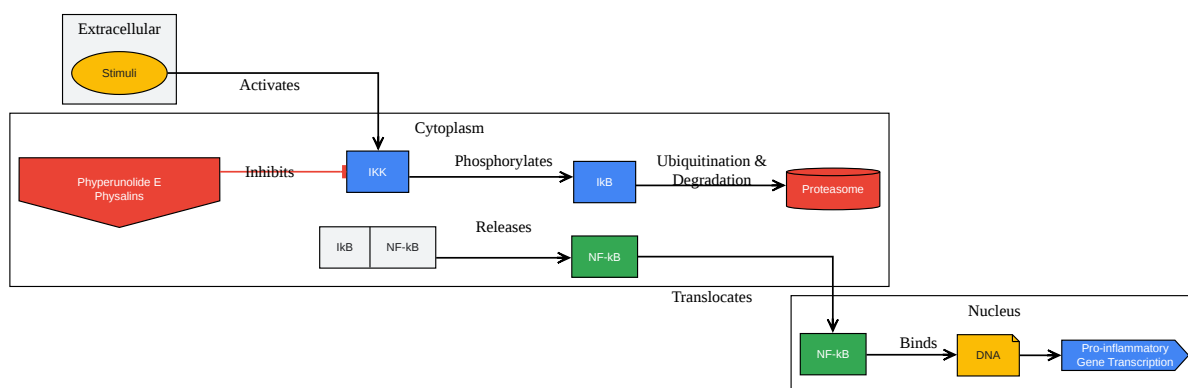 Extracellular
Stimuli
Activates
Cytoplasm
Phyperunolide E
Physalins
Inhibits
IKK
Phosphorylates
IkB
Ubiquitination &
Degradation
Proteasome
IkB
NF-kB
Releases
NF-kB
Translocates
Nucleus
NF-kB
Binds
DNA
Pro-inflammatory
Gene Transcription